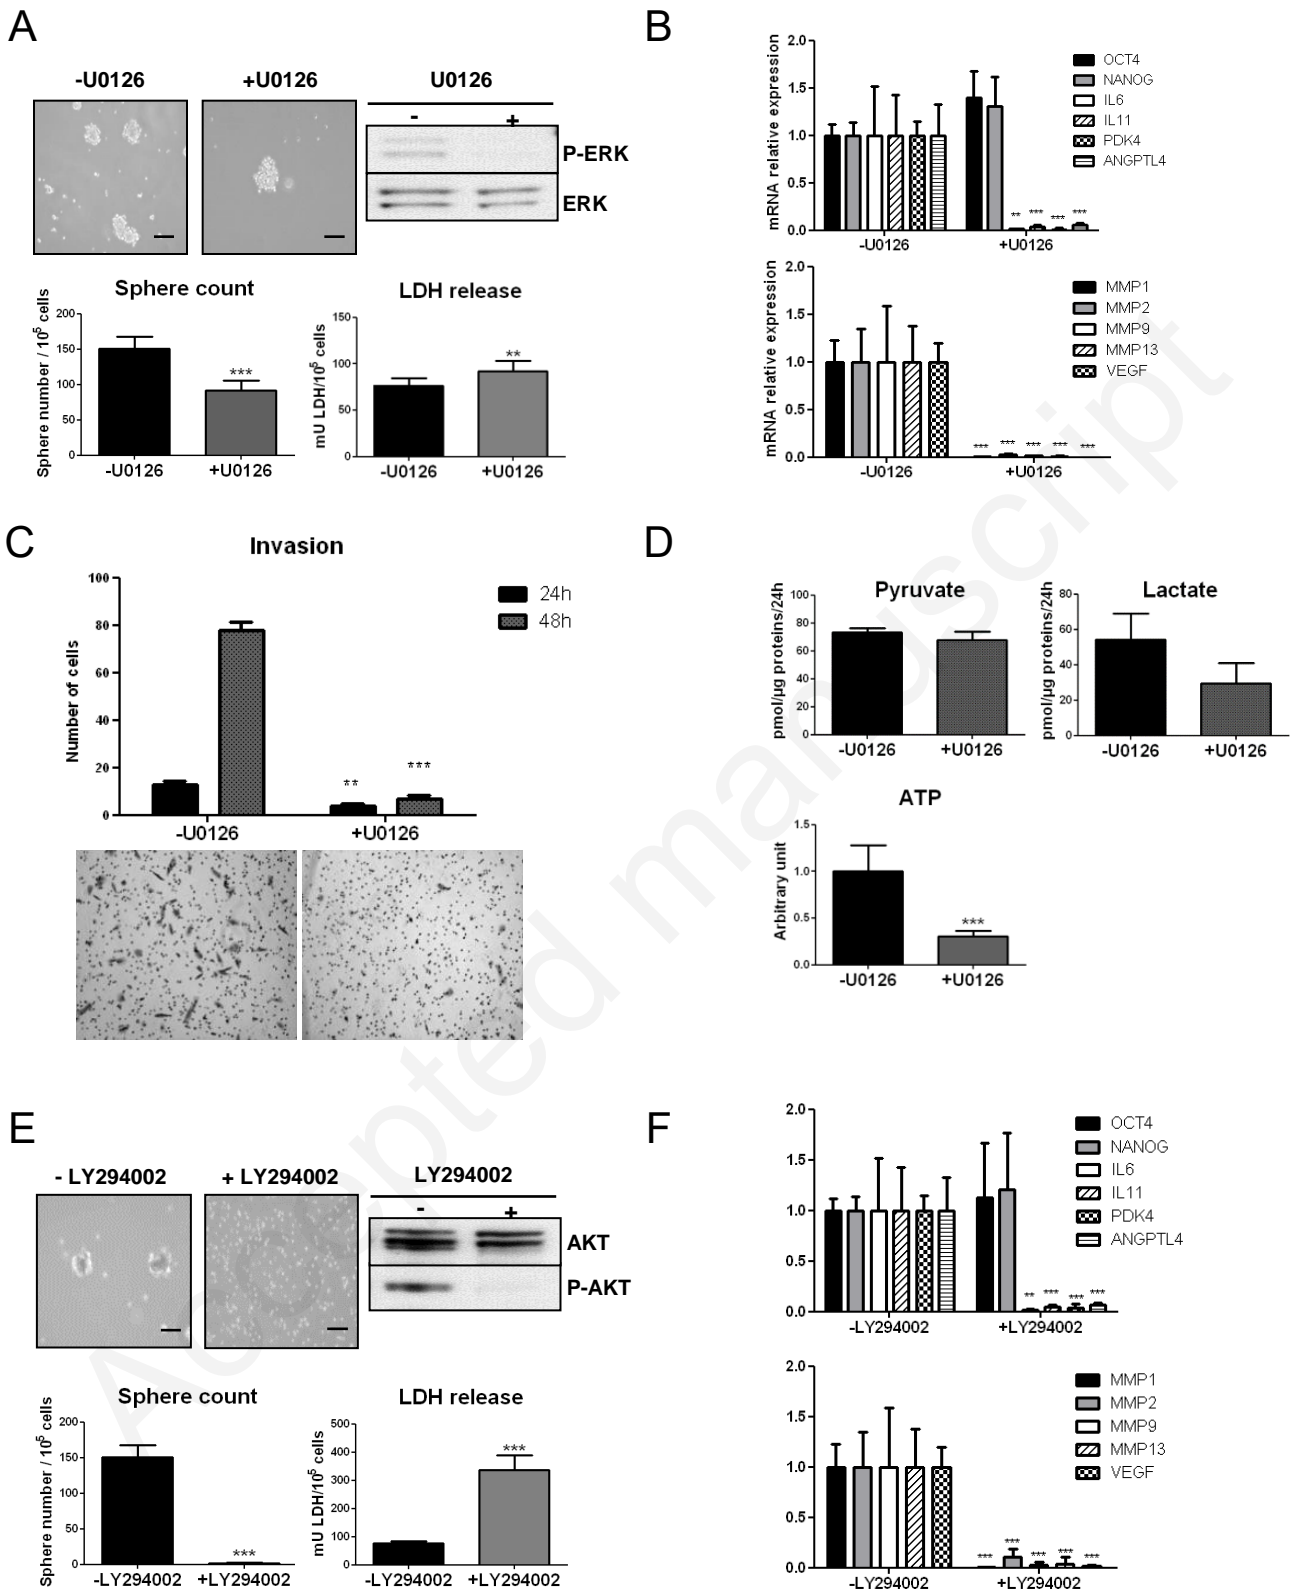 A
-U0126
+U0126
U0126
-
+
P-ERK
ERK
Sphere count
Sphere number / 10⁵ cells
200
150
100
50
0
***
-U0126
+U0126
LDH release
mU LDH/10⁵ cells
150
100
50
0
**
-U0126
+U0126
B
mRNA relative expression
2.0
1.5
1.0
0.5
0.0
**
***
***
***
-U0126
+U0126
OCT4
NANOG
IL6
IL11
PDK4
ANGPTL4
mRNA relative expression
2.0
1.5
1.0
0.5
0.0
***
***
***
***
***
-U0126
+U0126
MMP1
MMP2
MMP9
MMP13
VEGF
C
Invasion
Number of cells
100
80
60
40
20
0
**
***
-U0126
+U0126
24h
48h
D
Pyruvate
pmol/µg proteins/24h
100
80
60
40
20
0
-U0126
+U0126
Lactate
pmol/µg proteins/24h
80
60
40
20
0
-U0126
+U0126
ATP
Arbitrary unit
1.5
1.0
0.5
0.0
***
-U0126
+U0126
E
- LY294002
+ LY294002
LY294002
-
+
AKT
P-AKT
Sphere count
Sphere number / 10⁵ cells
200
150
100
50
0
***
-LY294002
+LY294002
LDH release
mU LDH/10⁵ cells
500
400
300
200
100
0
***
-LY294002
+LY294002
F
2.0
1.5
1.0
0.5
0.0
**
***
***
***
-LY294002
+LY294002
OCT4
NANOG
IL6
IL11
PDK4
ANGPTL4
2.0
1.5
1.0
0.5
0.0
***
***
***
***
***
-LY294002
+LY294002
MMP1
MMP2
MMP9
MMP13
VEGF
Accepted manuscript